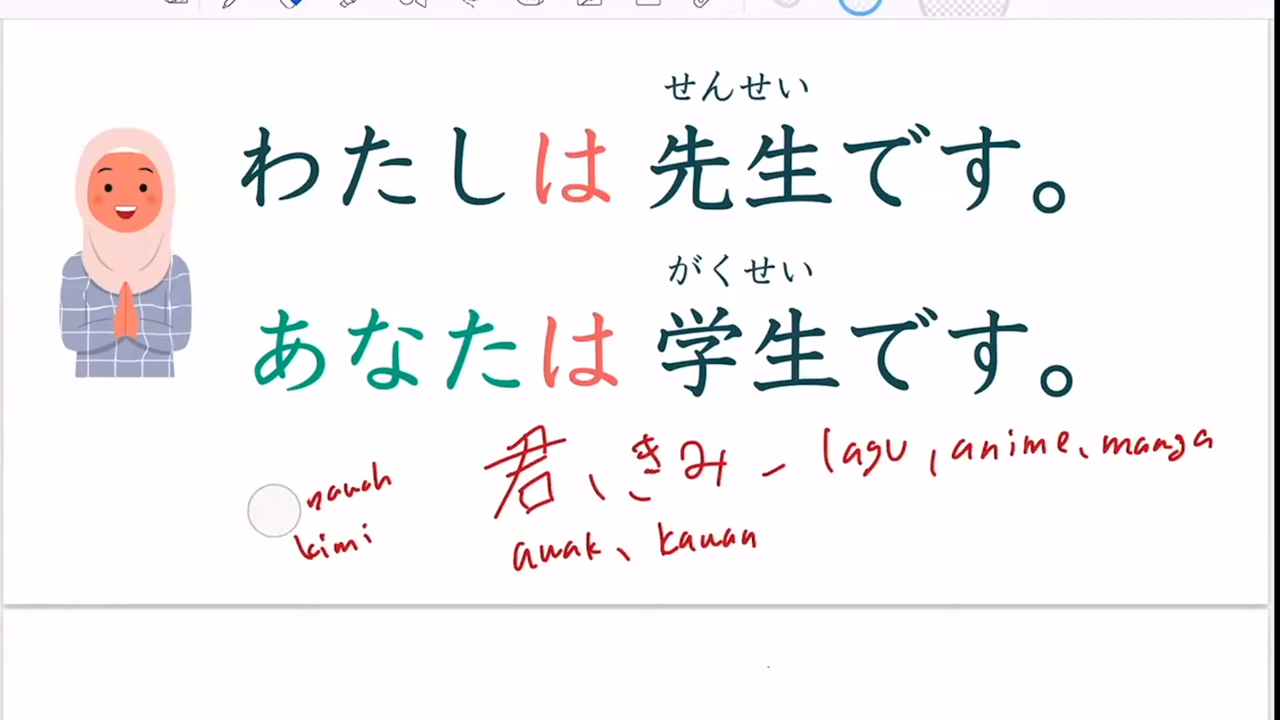 せんせい
わたしは 先生です。
がくせい
あなたは 学生です。
君、きみ - lagu, anime、manga
awak、kawan
kimi